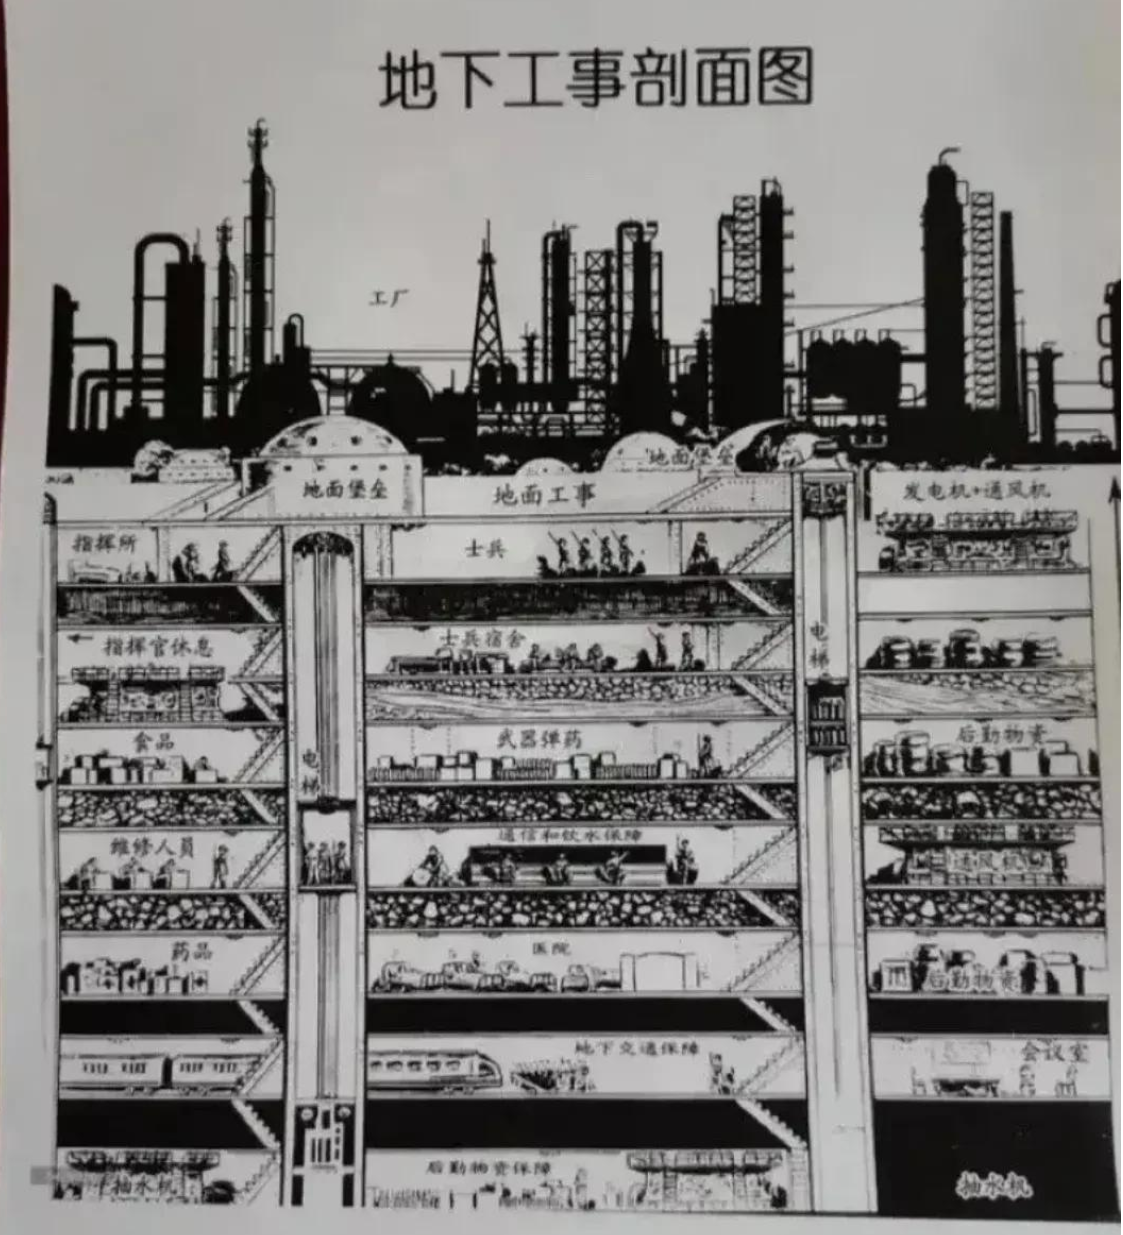 地下工事剖面图
工厂
地面堡垒
地面堡垒
地面工事
发电机+通风机
指挥所
士兵
电梯
指挥官休息
士兵宿舍
食品
武器弹药
后勤物资
电梯
维修人員
通信和饮水保障
通风机
药品
医院
后勤物资
地下交通保障
会议室
抽水机
后勤物资保障
抽水机